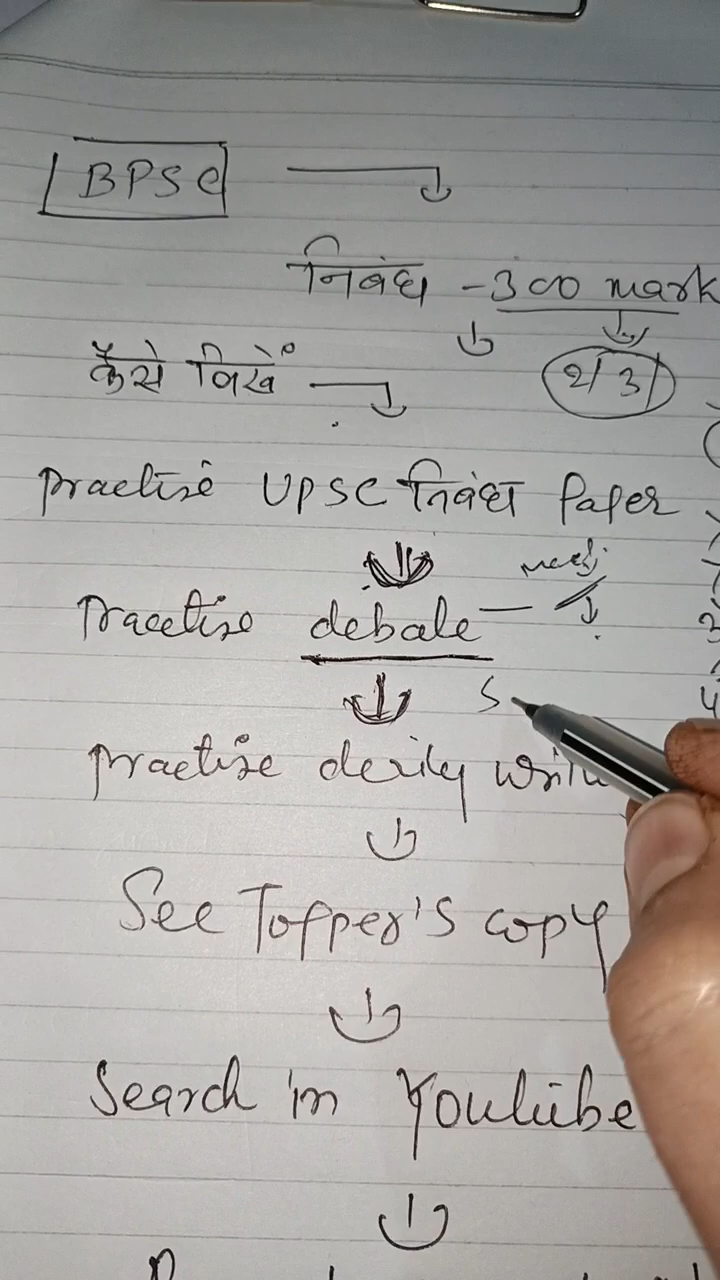 BPSC
निबंध - 300 mark
कैसे लिखें
2/3/
practise UPSC निबंध Paper
practise debate
S
practise daily
See Topper's copy
Search in Youtube